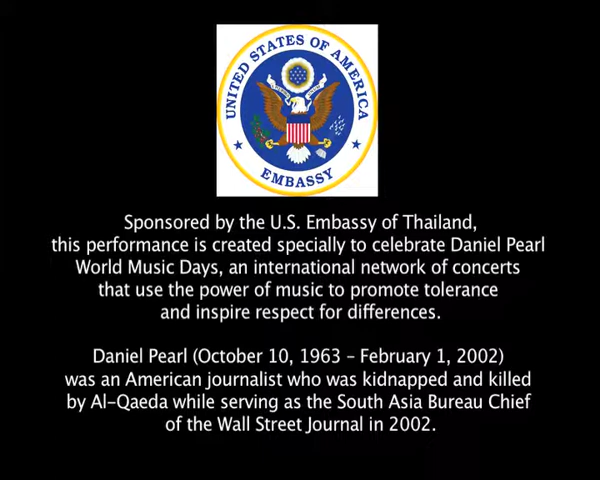 UNITED STATES OF AMERICA
EMBASSY
Sponsored by the U.S. Embassy of Thailand,
this performance is created specially to celebrate Daniel Pearl
World Music Days, an international network of concerts
that use the power of music to promote tolerance
and inspire respect for differences.
Daniel Pearl (October 10, 1963 – February 1, 2002)
was an American journalist who was kidnapped and killed
by Al-Qaeda while serving as the South Asia Bureau Chief
of the Wall Street Journal in 2002.